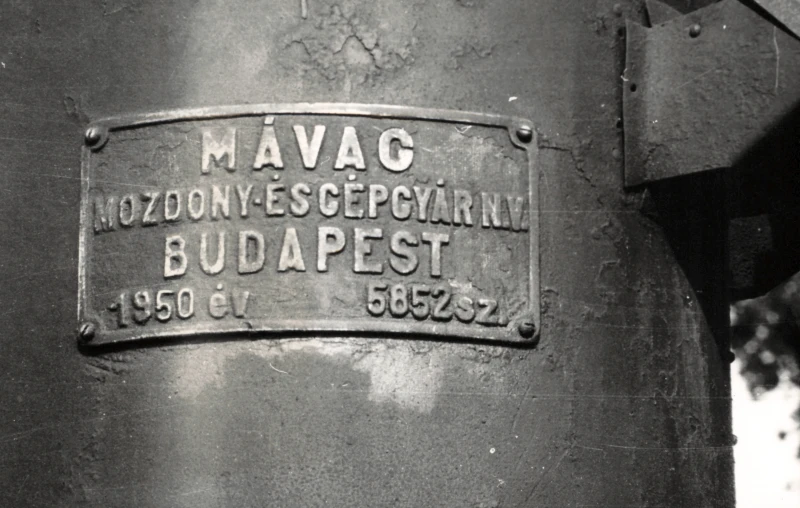 MÁVAG
MOZDONY-ÉS GÉPGYÁR N.V.
BUDAPEST
1950 év 5852 sz.